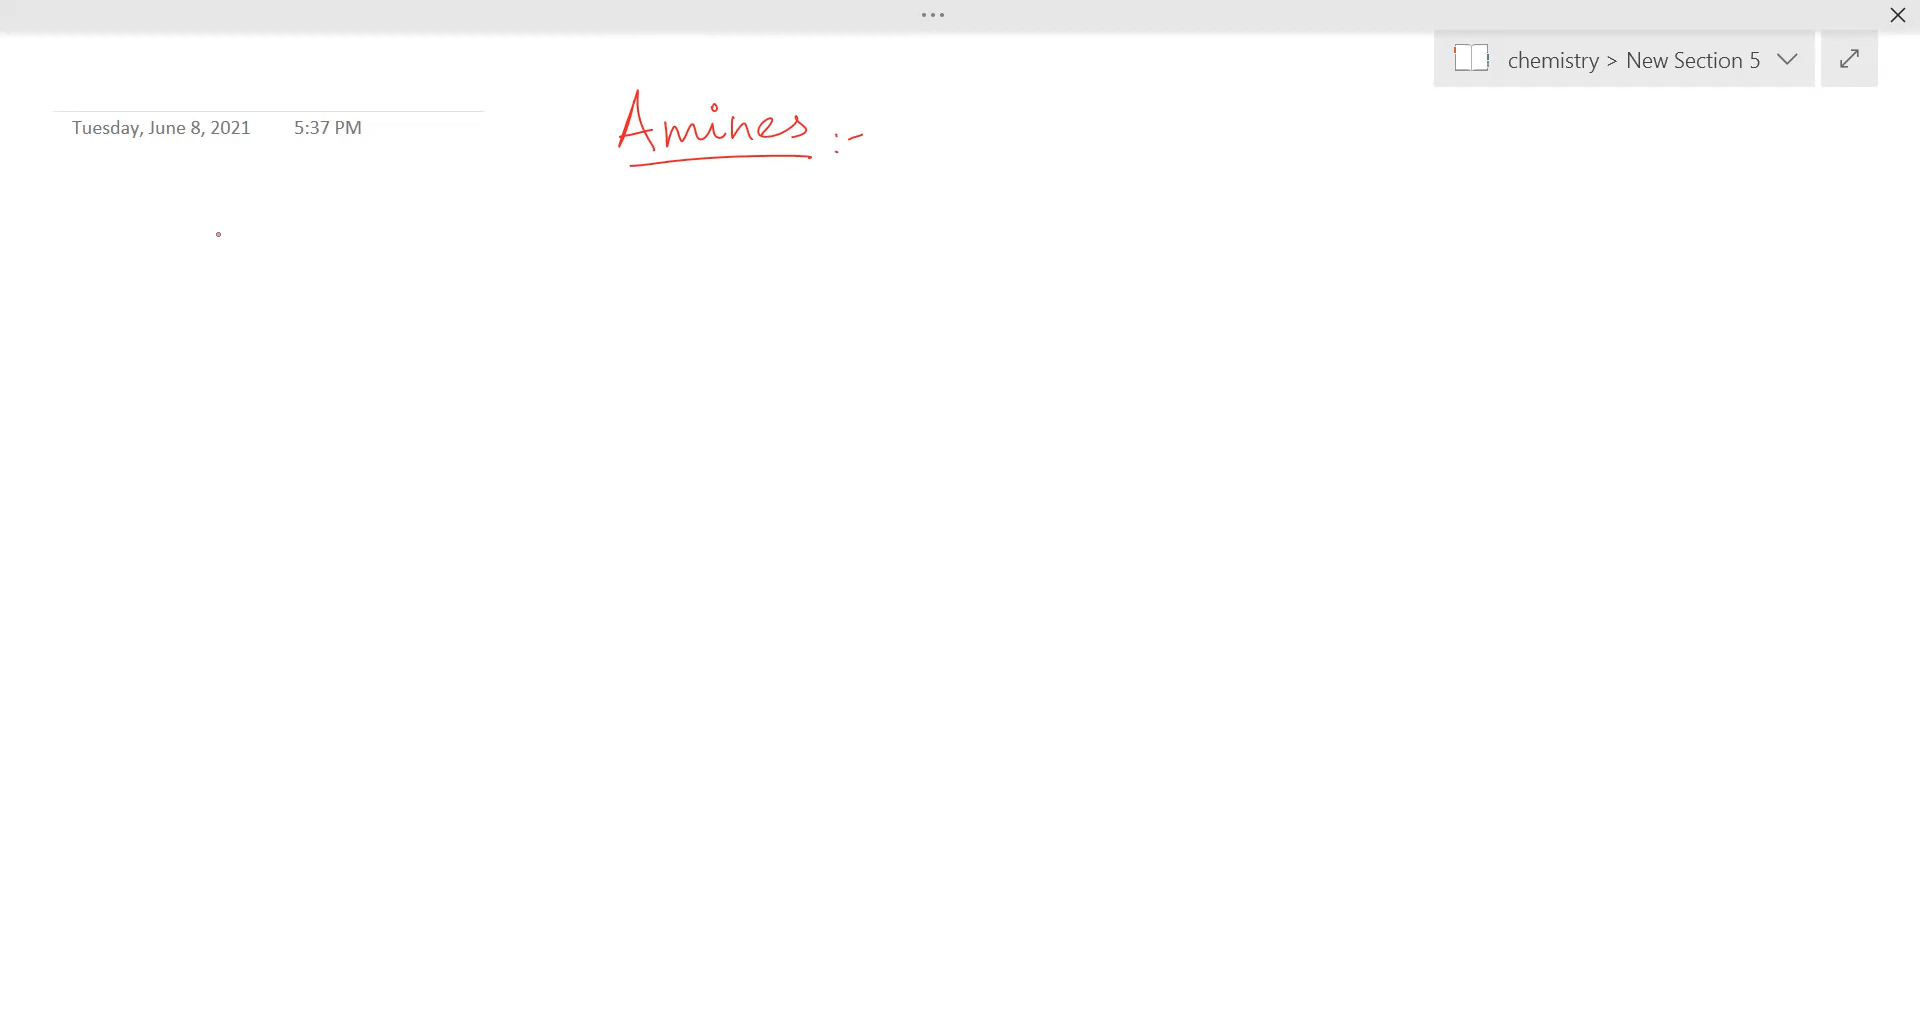 chemistry > New Section 5
Tuesday, June 8, 2021 5:37 PM
Amines :-